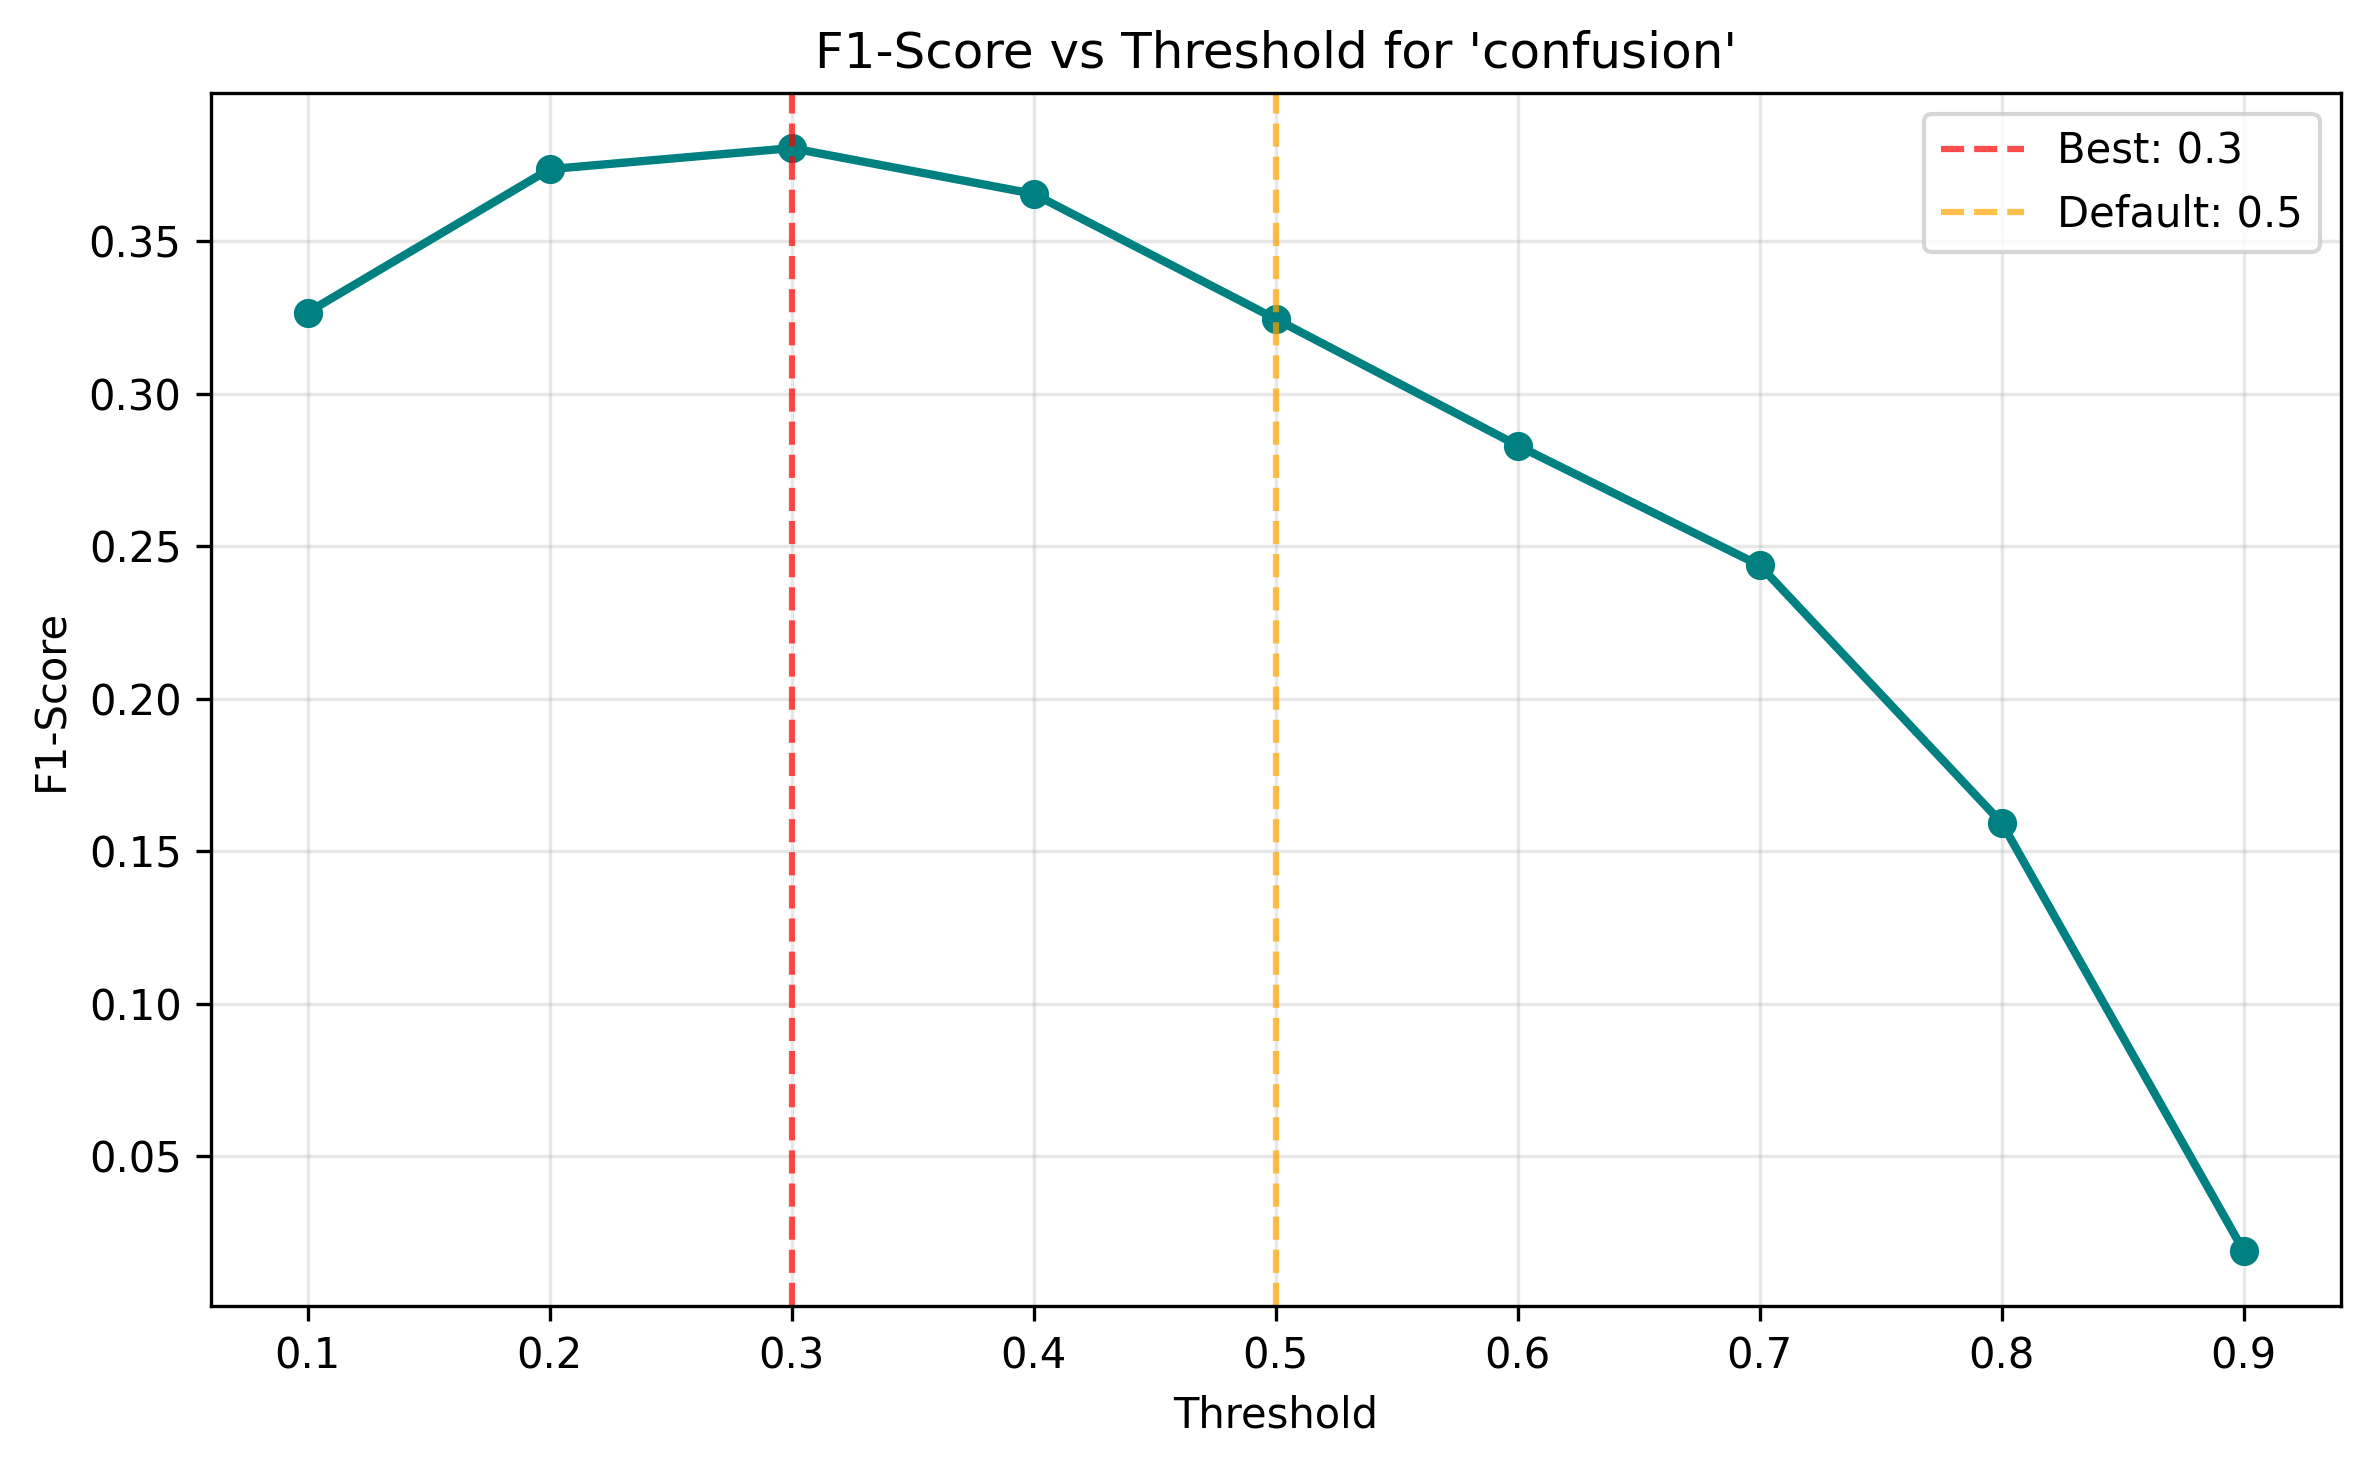 F1-Score vs Threshold for 'confusion'
Best: 0.3
Default: 0.5
F1-Score
0.35
0.30
0.25
0.20
0.15
0.10
0.05
0.1 0.2 0.3 0.4 0.5 0.6 0.7 0.8 0.9
Threshold